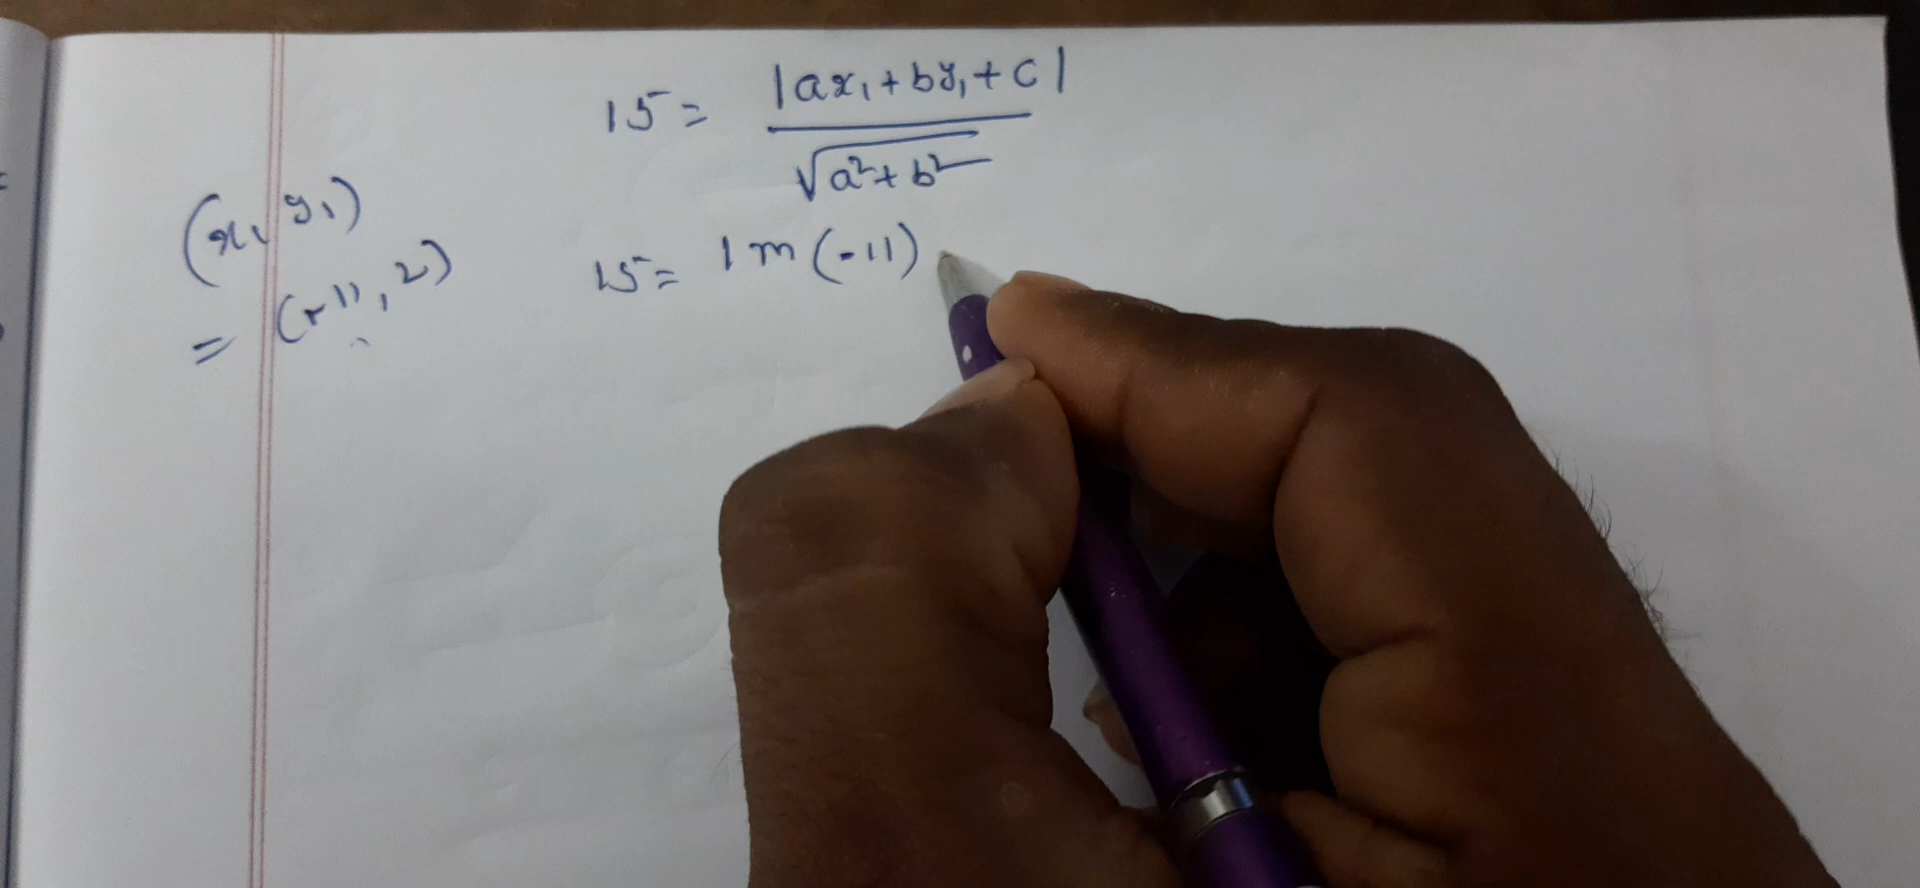 15 = |ax₁ + by₁ + c|
√a² + b²
(x₁ y₁)
= (-11, 2)
15 = |m (-11)